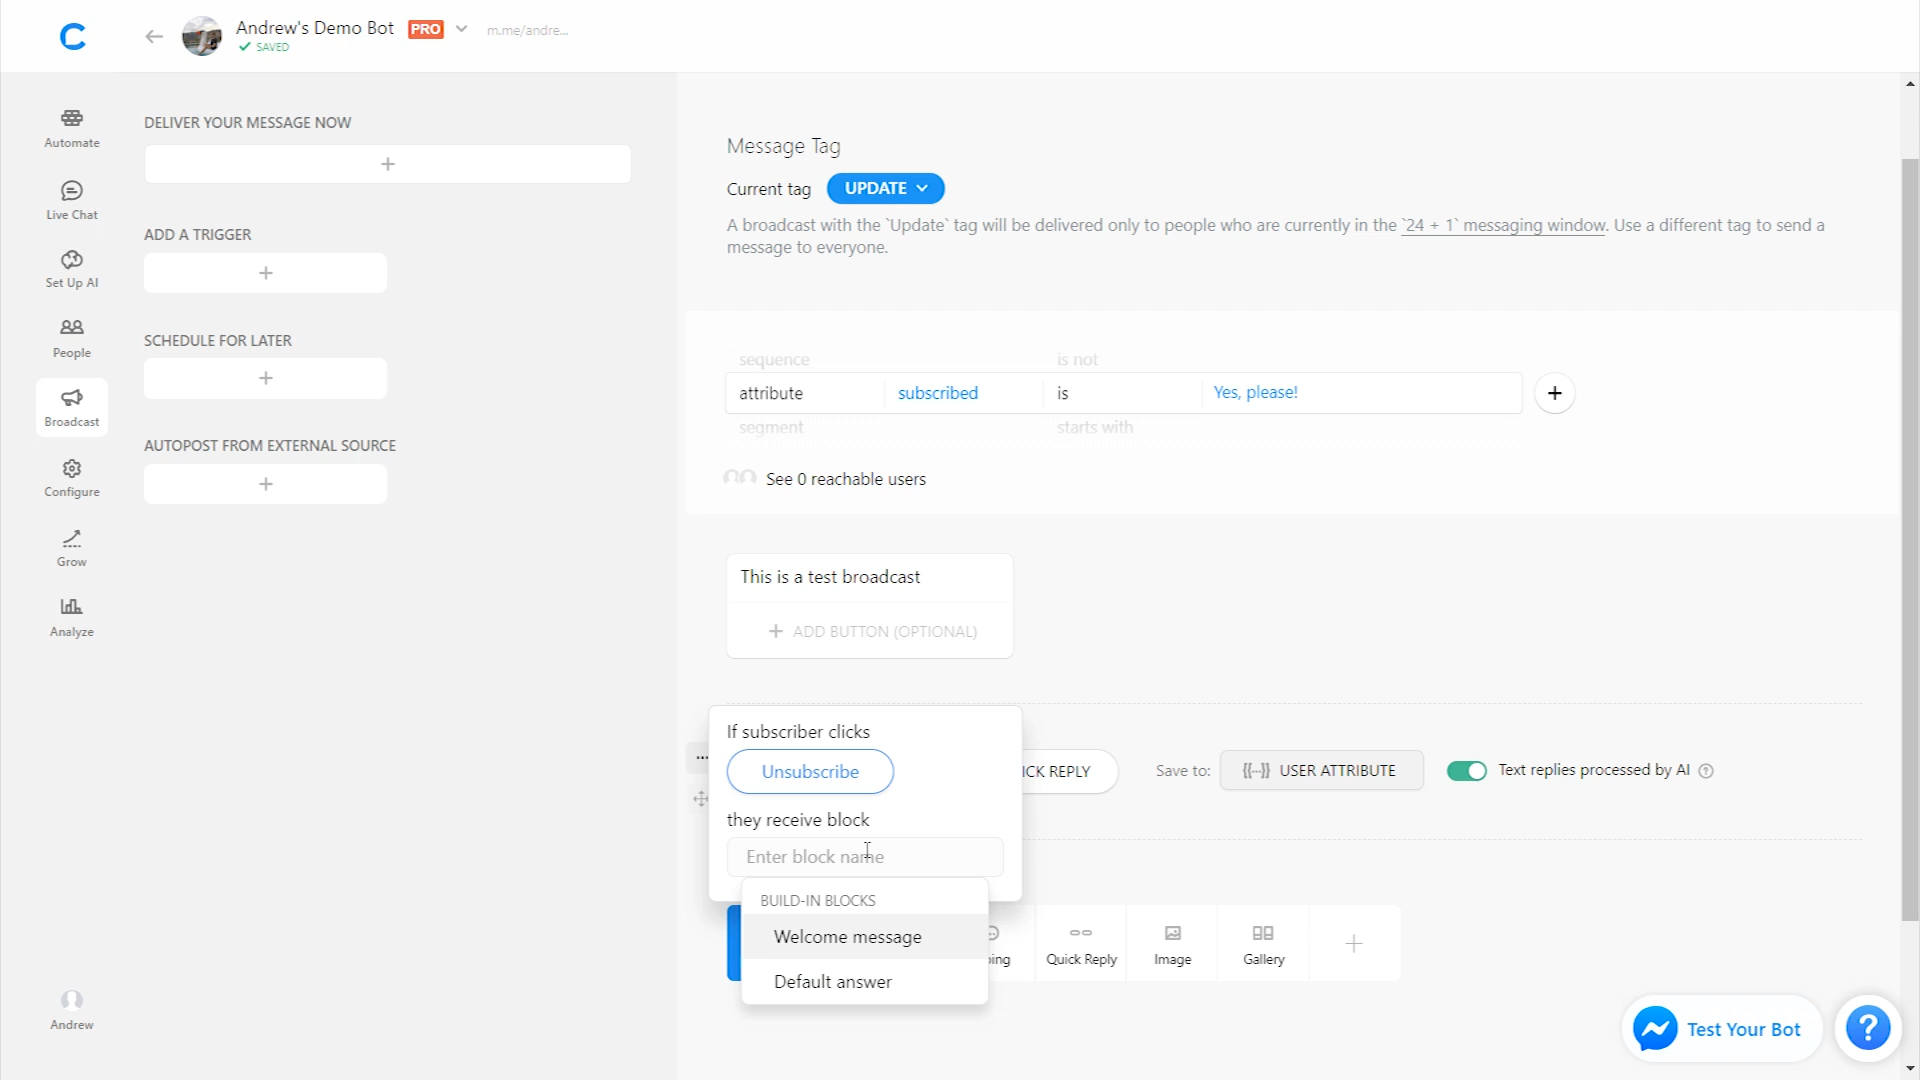 Andrew's Demo Bot PRO m.me/andre...
SAVED
Automate
Live Chat
Set Up AI
People
Broadcast
Configure
Grow
Analyze
Andrew
DELIVER YOUR MESSAGE NOW
ADD A TRIGGER
SCHEDULE FOR LATER
AUTOPOST FROM EXTERNAL SOURCE
Message Tag
Current tag UPDATE
A broadcast with the `Update` tag will be delivered only to people who are currently in the `24 + 1` messaging window. Use a different tag to send a
message to everyone.
sequence is not
attribute subscribed is Yes, please!
segment starts with
See 0 reachable users
This is a test broadcast
+ ADD BUTTON (OPTIONAL)
If subscriber clicks
Unsubscribe
ICK REPLY Save to: {{...}} USER ATTRIBUTE Text replies processed by AI ?
they receive block
Enter block name
BUILD-IN BLOCKS
Welcome message
Default answer
ing Quick Reply Image Gallery
Test Your Bot ?